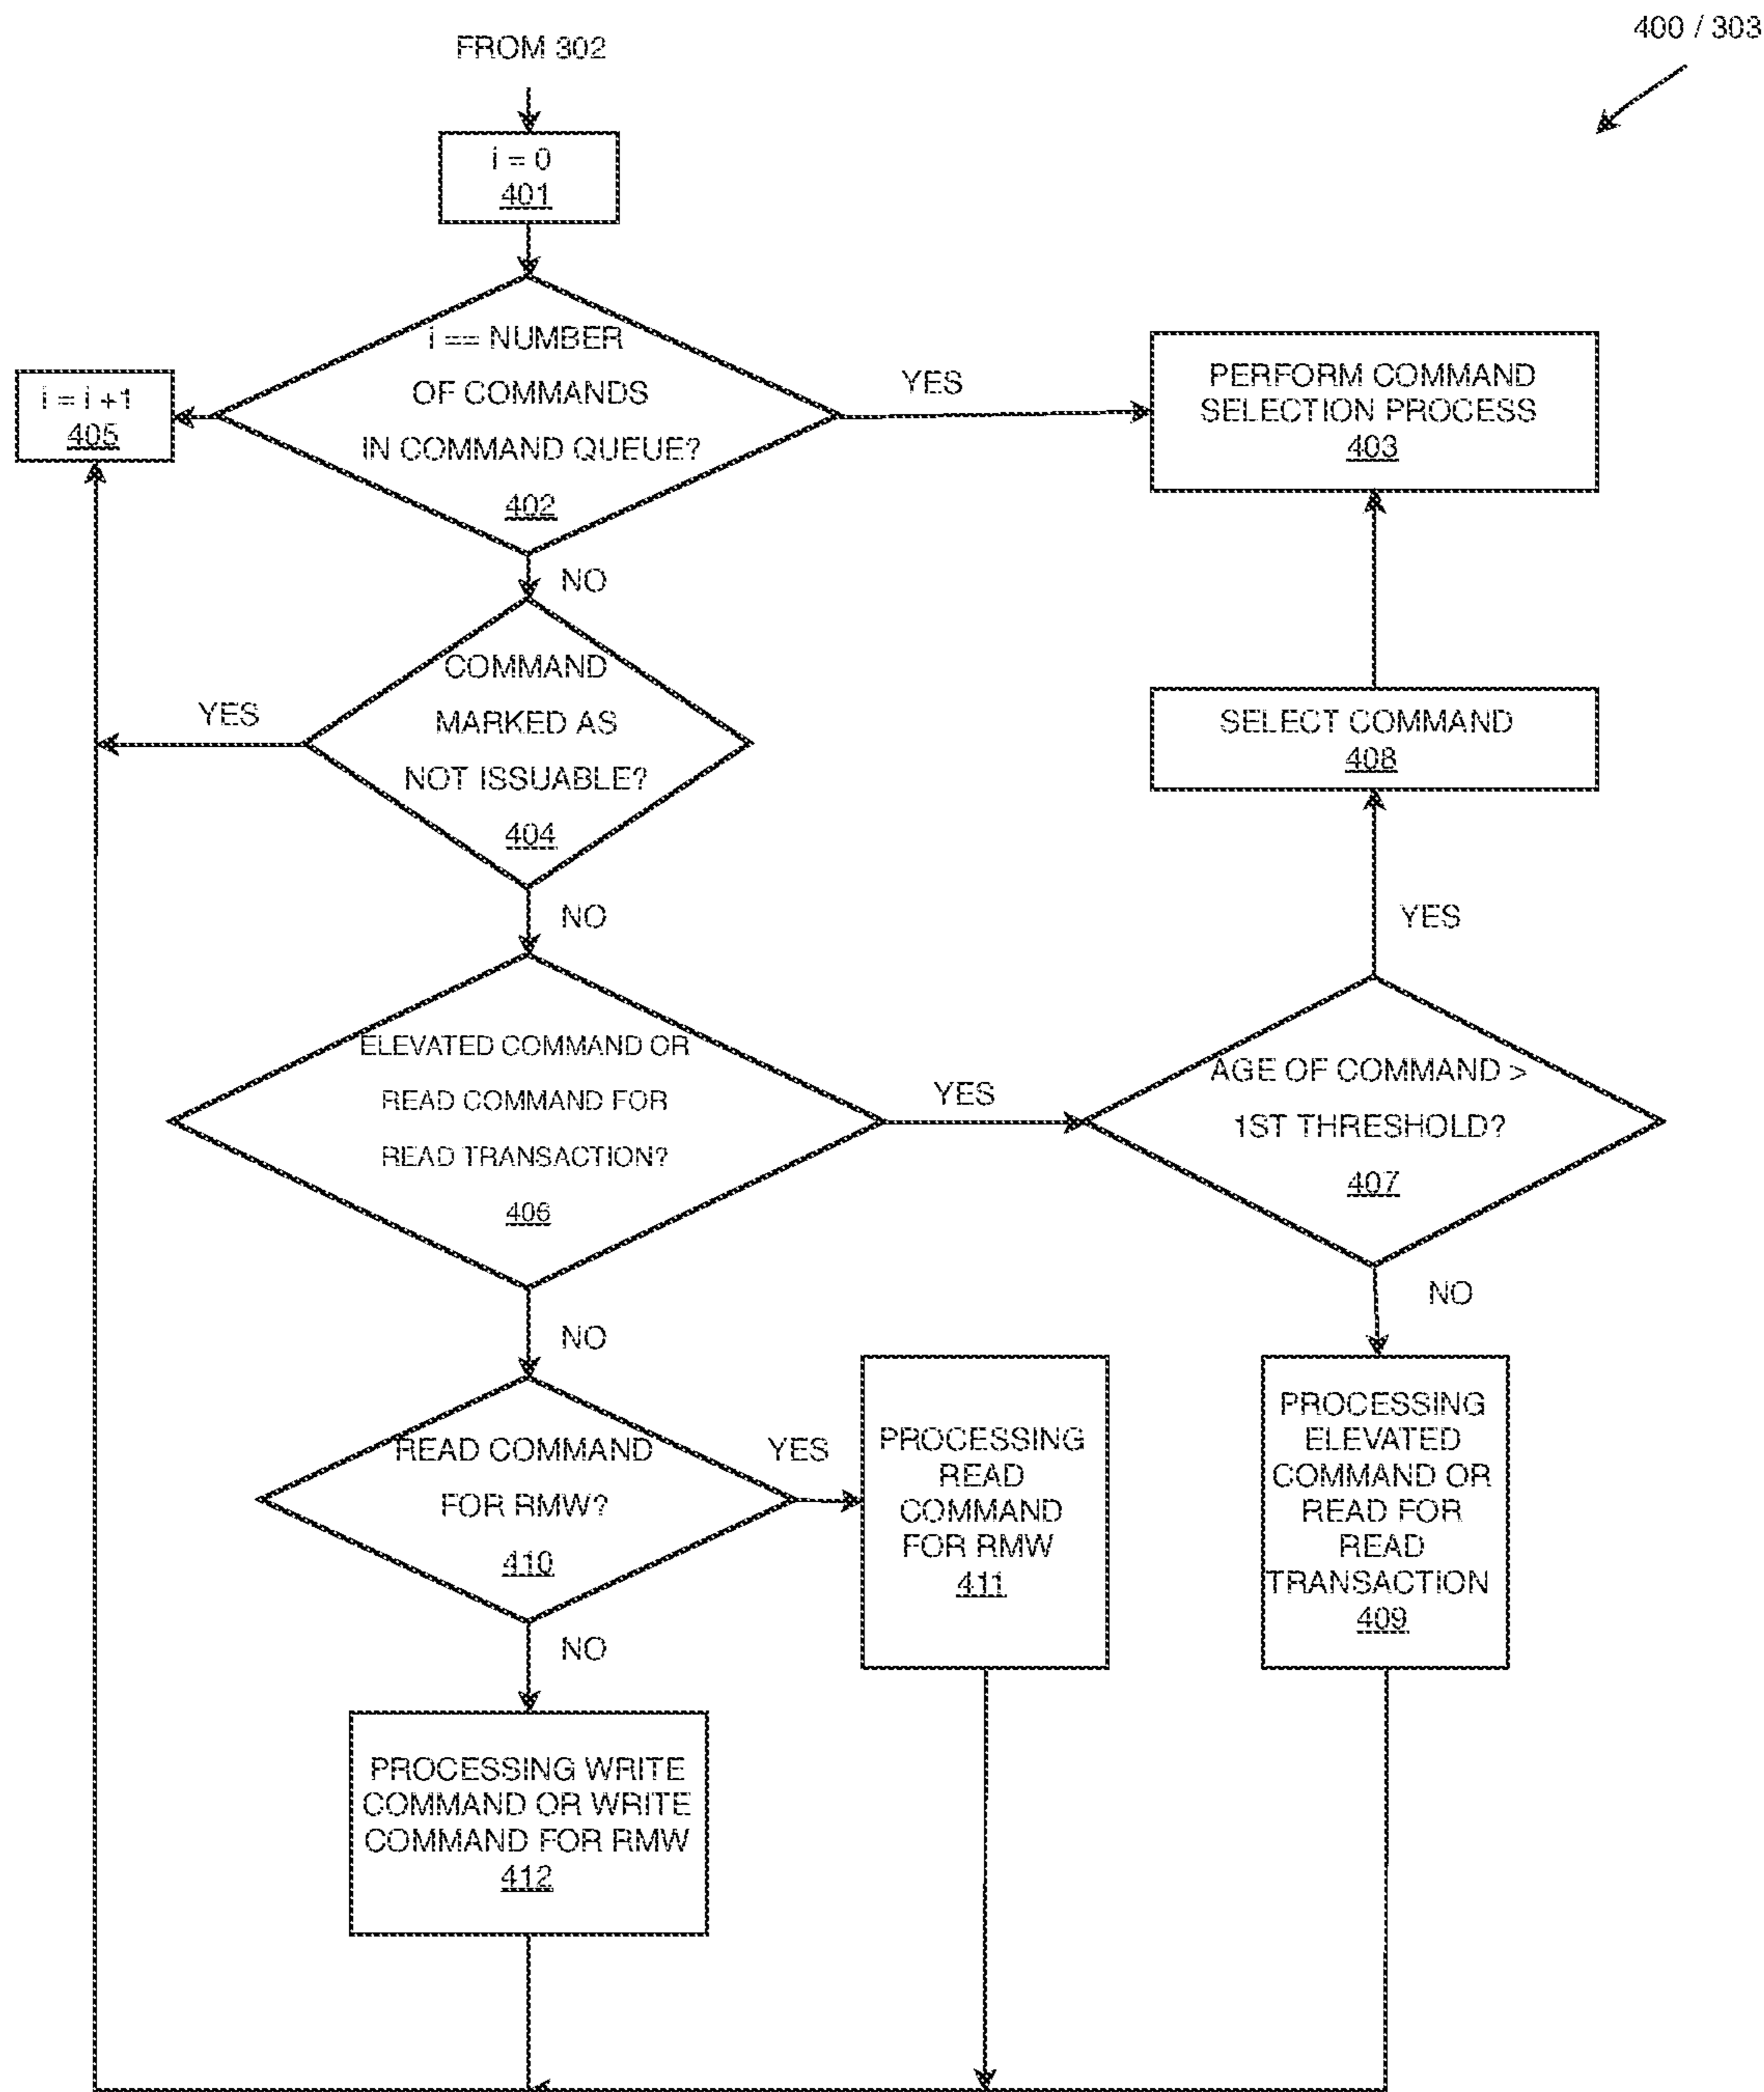 400 / 303
FROM 302
i = 0
401
i == NUMBER
OF COMMANDS
IN COMMAND QUEUE?
402
YES
PERFORM COMMAND
SELECTION PROCESS
403
i = i +1
405
NO
COMMAND
MARKED AS
NOT ISSUABLE?
404
YES
SELECT COMMAND
408
NO
YES
ELEVATED COMMAND OR
READ COMMAND FOR
READ TRANSACTION?
406
YES
AGE OF COMMAND >
1ST THRESHOLD?
407
NO
NO
READ COMMAND
FOR RMW?
410
YES
PROCESSING
READ
COMMAND
FOR RMW
411
PROCESSING
ELEVATED
COMMAND OR
READ FOR
READ
TRANSACTION
409
NO
PROCESSING WRITE
COMMAND OR WRITE
COMMAND FOR RMW
412